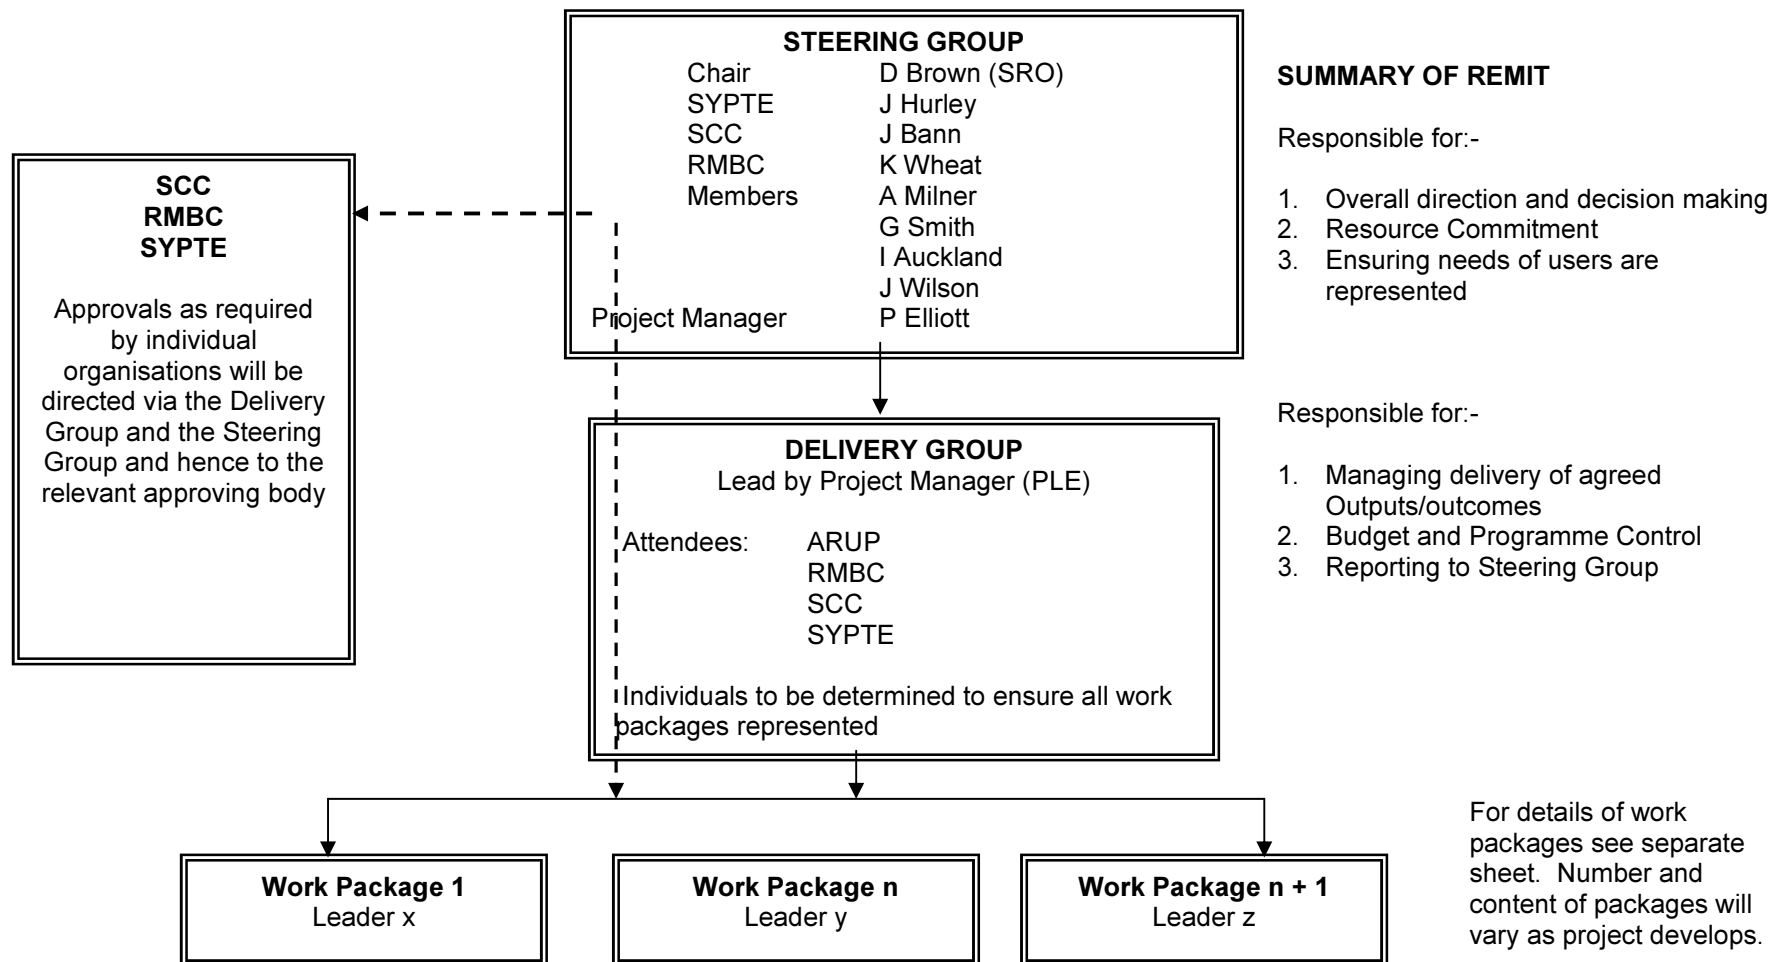 STEERING GROUP
Chair D Brown (SRO)
SYPTE J Hurley
SCC J Bann
RMBC K Wheat
Members A Milner
G Smith
I Auckland
J Wilson
Project Manager P Elliott
SUMMARY OF REMIT
Responsible for:-
1. Overall direction and decision making
2. Resource Commitment
3. Ensuring needs of users are
represented
SCC
RMBC
SYPTE
Approvals as required
by individual
organisations will be
directed via the Delivery
Group and the Steering
Group and hence to the
relevant approving body
DELIVERY GROUP
Lead by Project Manager (PLE)
Attendees: ARUP
RMBC
SCC
SYPTE
Individuals to be determined to ensure all work
packages represented
Responsible for:-
1. Managing delivery of agreed
Outputs/outcomes
2. Budget and Programme Control
3. Reporting to Steering Group
Work Package 1
Leader x
Work Package n
Leader y
Work Package n + 1
Leader z
For details of work
packages see separate
sheet. Number and
content of packages will
vary as project develops.